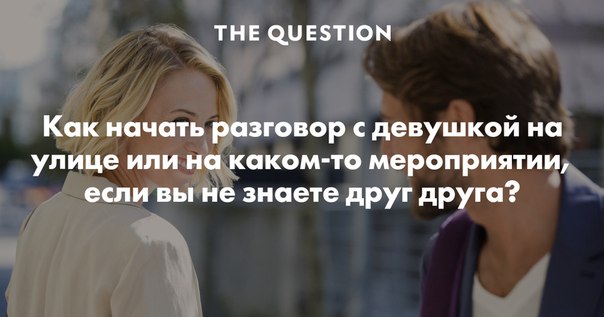 THE QUESTION
Как начать разговор с девушкой на
улице или на каком-то мероприятии,
если вы не знаете друг друга?